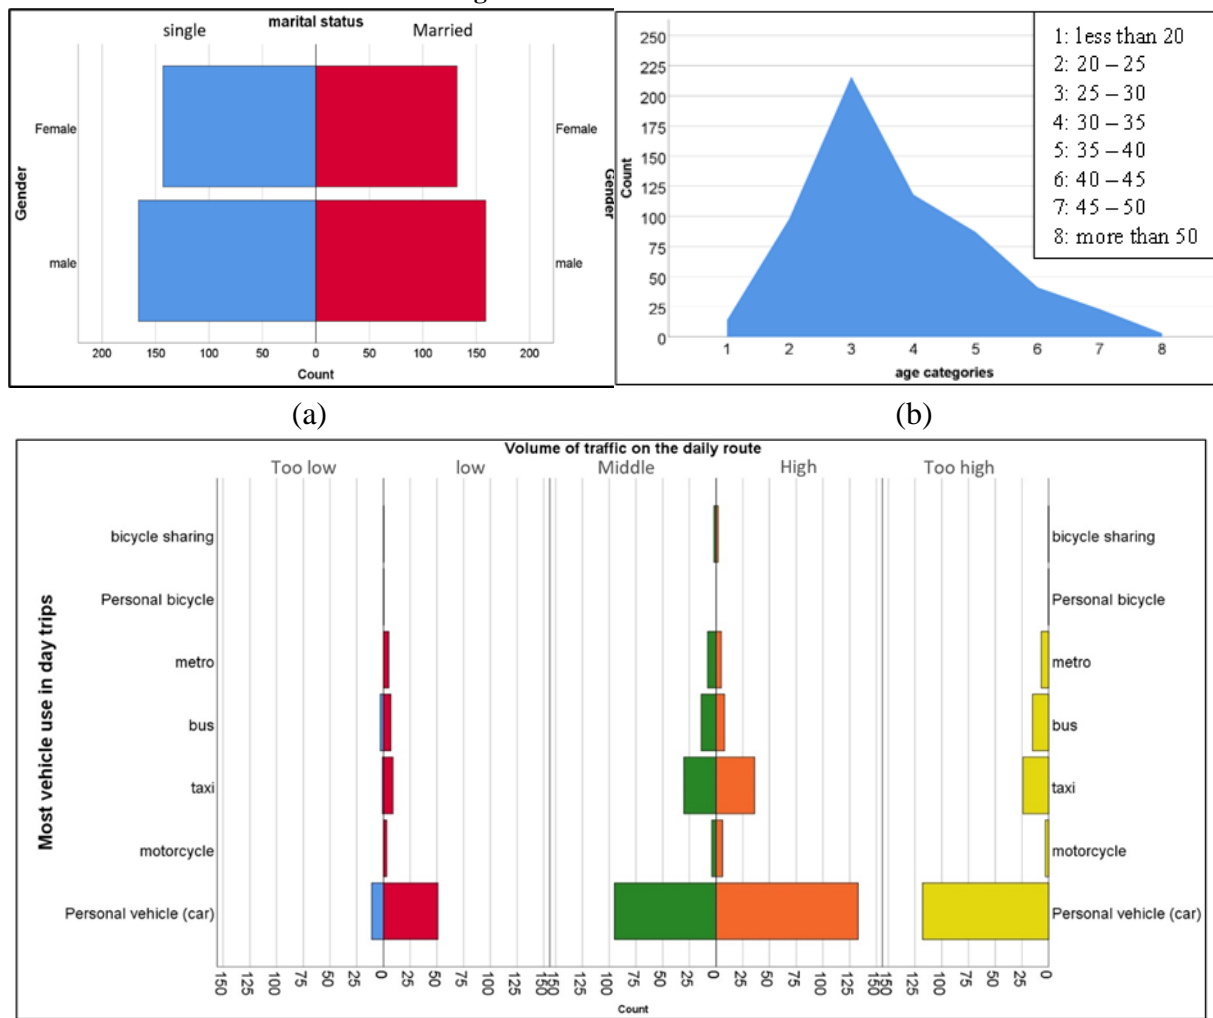 marital status
single Married
Female Female
male male
Gender
Gender
200 150 100 50 0 50 100 150 200
Count
(a)
250
225
200
175
150
125
100
75
50
25
0
Count
1 2 3 4 5 6 7 8
age categories
1: less than 20
2: 20 – 25
3: 25 – 30
4: 30 – 35
5: 35 – 40
6: 40 – 45
7: 45 – 50
8: more than 50
(b)
Volume of traffic on the daily route
Too low low Middle High Too high
Most vehicle use in day trips
bicycle sharing bicycle sharing
Personal bicycle Personal bicycle
metro metro
bus bus
taxi taxi
motorcycle motorcycle
Personal vehicle (car) Personal vehicle (car)
150 125 100 75 50 25 0 25 50 75 100 125 150 100 75 50 25 0 25 50 75 100 125 150 125 100 75 50 25 0
Count